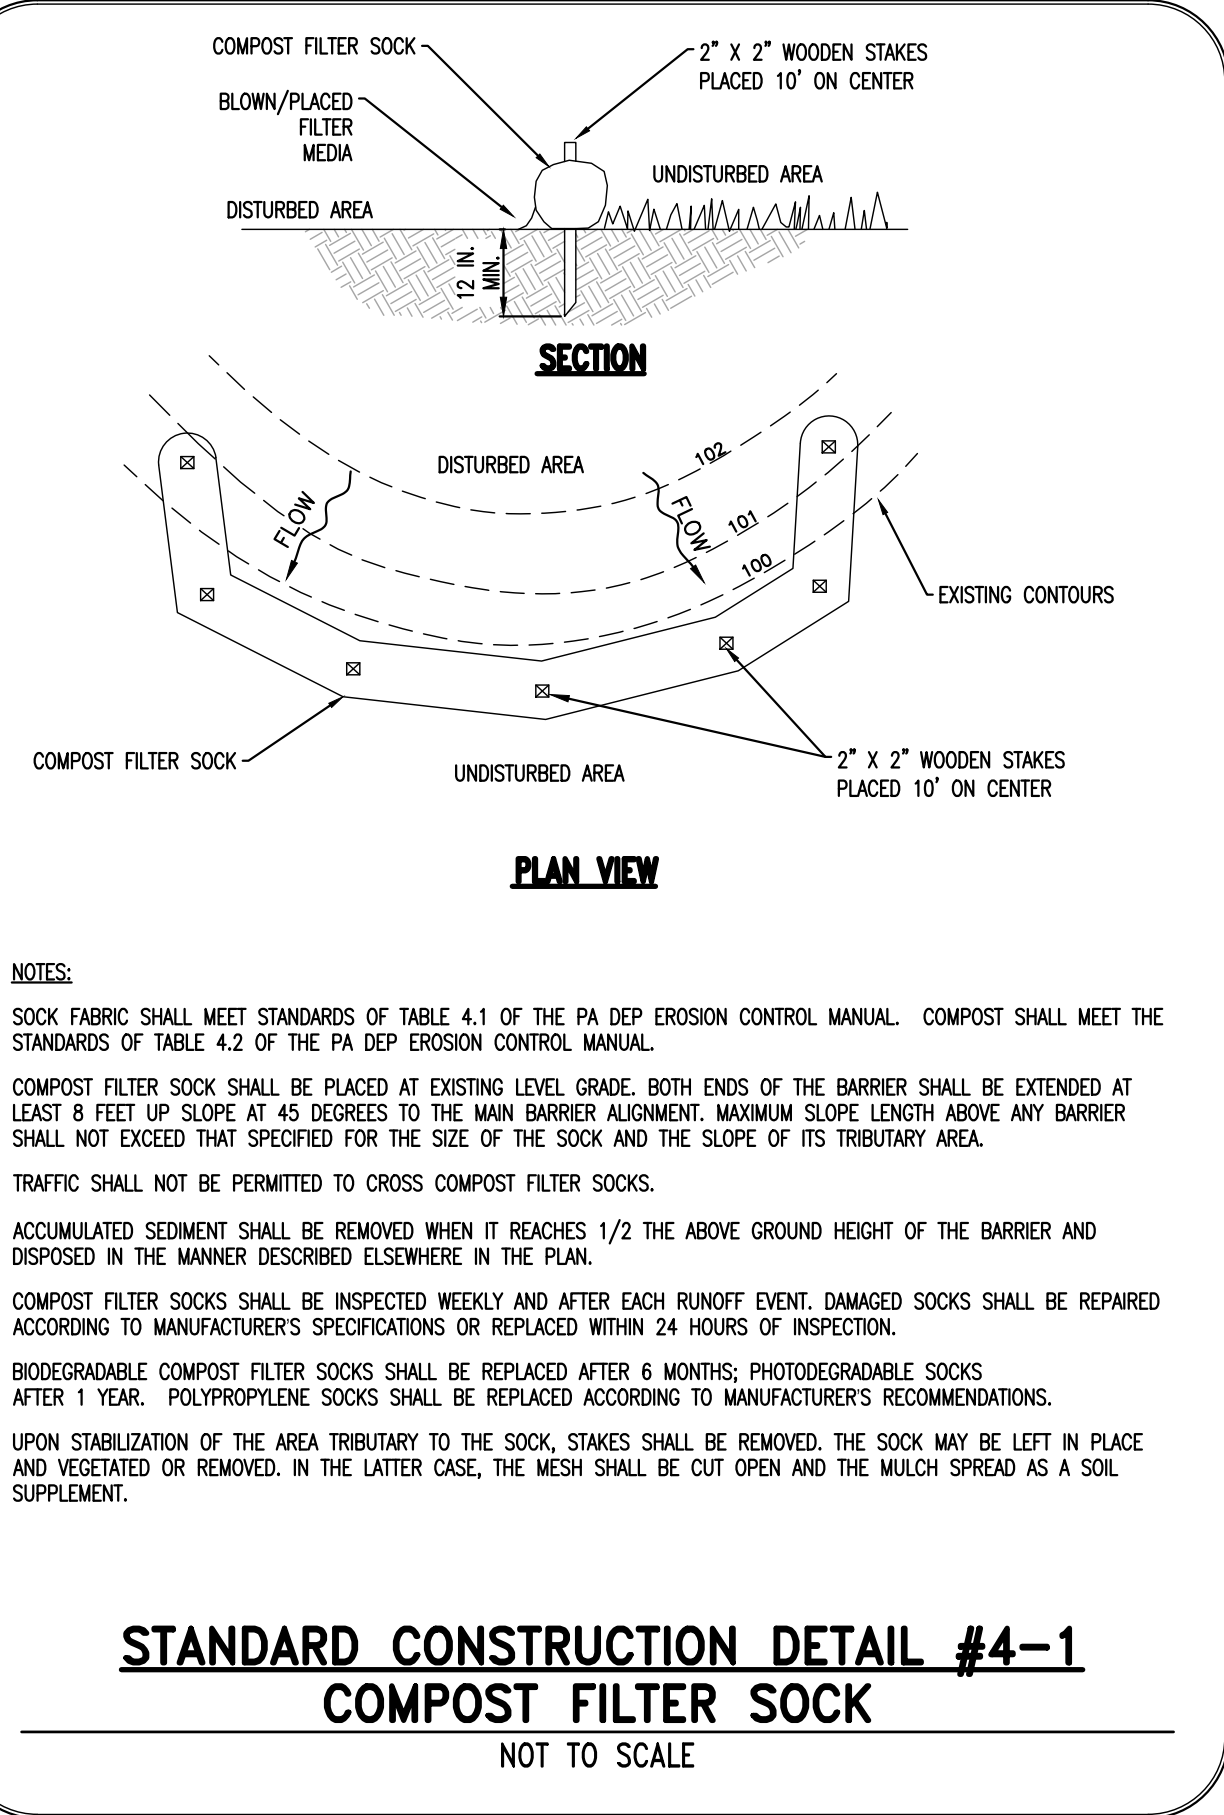 COMPOST FILTER SOCK
2" X 2" WOODEN STAKES
PLACED 10' ON CENTER
BLOWN/PLACED
FILTER
MEDIA
UNDISTURBED AREA
DISTURBED AREA
12 IN.
MIN.
SECTION
DISTURBED AREA
102
FLOW
FLOW
101
100
EXISTING CONTOURS
COMPOST FILTER SOCK
UNDISTURBED AREA
2" X 2" WOODEN STAKES
PLACED 10' ON CENTER
PLAN VIEW
NOTES:
SOCK FABRIC SHALL MEET STANDARDS OF TABLE 4.1 OF THE PA DEP EROSION CONTROL MANUAL. COMPOST SHALL MEET THE
STANDARDS OF TABLE 4.2 OF THE PA DEP EROSION CONTROL MANUAL.
COMPOST FILTER SOCK SHALL BE PLACED AT EXISTING LEVEL GRADE. BOTH ENDS OF THE BARRIER SHALL BE EXTENDED AT
LEAST 8 FEET UP SLOPE AT 45 DEGREES TO THE MAIN BARRIER ALIGNMENT. MAXIMUM SLOPE LENGTH ABOVE ANY BARRIER
SHALL NOT EXCEED THAT SPECIFIED FOR THE SIZE OF THE SOCK AND THE SLOPE OF ITS TRIBUTARY AREA.
TRAFFIC SHALL NOT BE PERMITTED TO CROSS COMPOST FILTER SOCKS.
ACCUMULATED SEDIMENT SHALL BE REMOVED WHEN IT REACHES 1/2 THE ABOVE GROUND HEIGHT OF THE BARRIER AND
DISPOSED IN THE MANNER DESCRIBED ELSEWHERE IN THE PLAN.
COMPOST FILTER SOCKS SHALL BE INSPECTED WEEKLY AND AFTER EACH RUNOFF EVENT. DAMAGED SOCKS SHALL BE REPAIRED
ACCORDING TO MANUFACTURER'S SPECIFICATIONS OR REPLACED WITHIN 24 HOURS OF INSPECTION.
BIODEGRADABLE COMPOST FILTER SOCKS SHALL BE REPLACED AFTER 6 MONTHS; PHOTODEGRADABLE SOCKS
AFTER 1 YEAR. POLYPROPYLENE SOCKS SHALL BE REPLACED ACCORDING TO MANUFACTURER'S RECOMMENDATIONS.
UPON STABILIZATION OF THE AREA TRIBUTARY TO THE SOCK, STAKES SHALL BE REMOVED. THE SOCK MAY BE LEFT IN PLACE
AND VEGETATED OR REMOVED. IN THE LATTER CASE, THE MESH SHALL BE CUT OPEN AND THE MULCH SPREAD AS A SOIL
SUPPLEMENT.
STANDARD CONSTRUCTION DETAIL #4-1
COMPOST FILTER SOCK
NOT TO SCALE